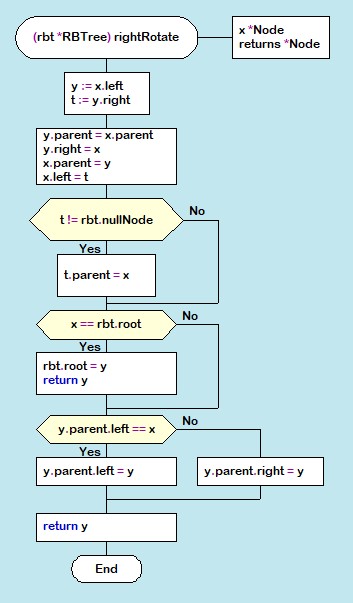 (rbt *RBTree) rightRotate
x *Node
returns *Node
y := x.left
t := y.right
y.parent = x.parent
y.right = x
x.parent = y
x.left = t
t != rbt.nullNode
No
Yes
t.parent = x
x == rbt.root
No
Yes
rbt.root = y
return y
y.parent.left == x
No
Yes
y.parent.left = y
y.parent.right = y
return y
End